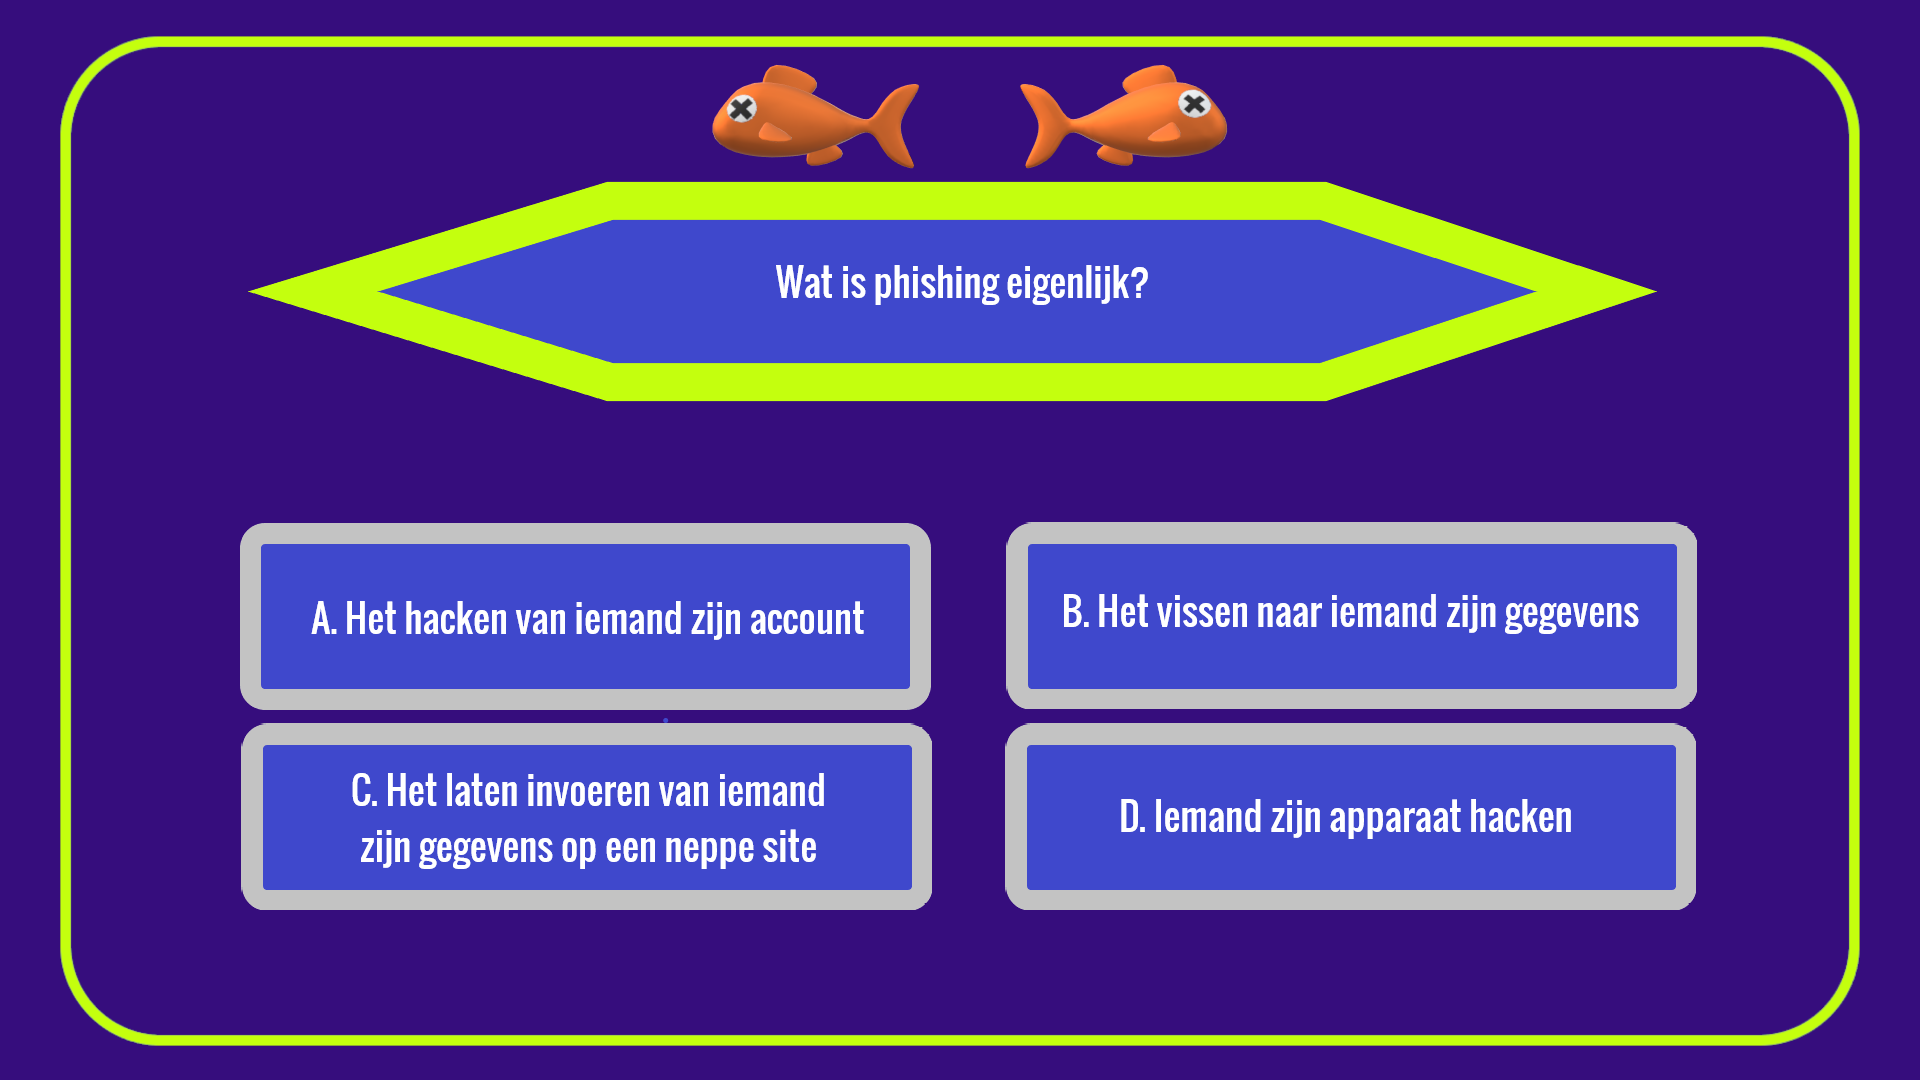 Wat is phishing eigenlijk?
A. Het hacken van iemand zijn account
B. Het vissen naar iemand zijn gegevens
C. Het laten invoeren van iemand
zijn gegevens op een neppe site
D. Iemand zijn apparaat hacken